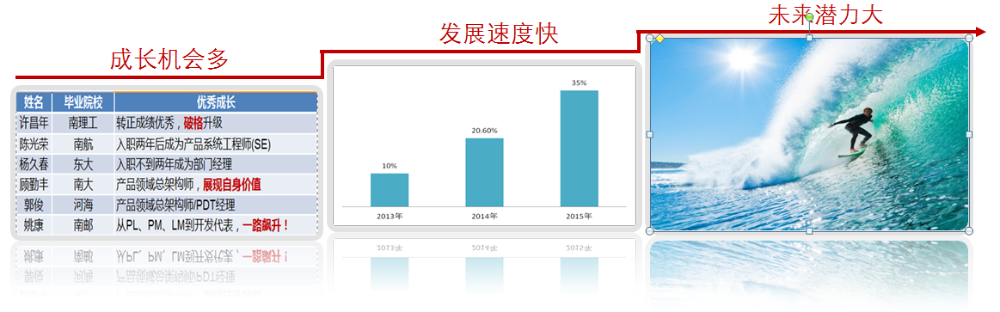 成长机会多
发展速度快
未来潜力大
姓名 毕业院校 优秀成长
许昌年 南理工 转正成绩优秀，破格升级
陈光荣 南航 入职两年后成为产品系统工程师(SE)
杨久春 东大 入职不到两年成为部门经理
顾勤丰 南大 产品领域总架构师，展现自身价值
郭俊 河海 产品领域总架构师/PDT经理
姚康 南邮 从PL、PM、LM到开发代表，一路飙升！
10%
20.60%
35%
2013年 2014年 2015年